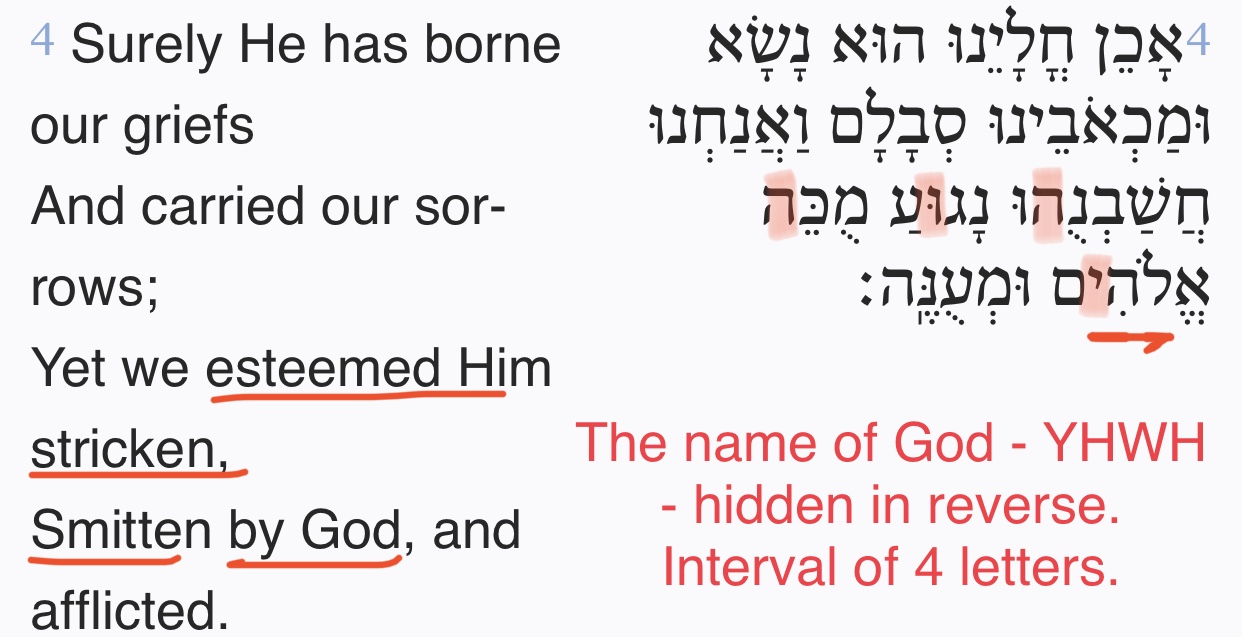 4 Surely He has borne
our griefs
And carried our sor-
rows;
Yet we esteemed Him
stricken,
Smitten by God, and
afflicted.
4אָכֵן חֳלָיֵנוּ הוּא נָשָׂא
וּמַכְאֹבֵינוּ סְבָלָם וַאֲנַחְנוּ
חֲשַׁבְנֻהוּ נָגוּעַ מֻכֵּה
אֱלֹהִים וּמְעֻנֶּה׃
The name of God - YHWH
- hidden in reverse.
Interval of 4 letters.